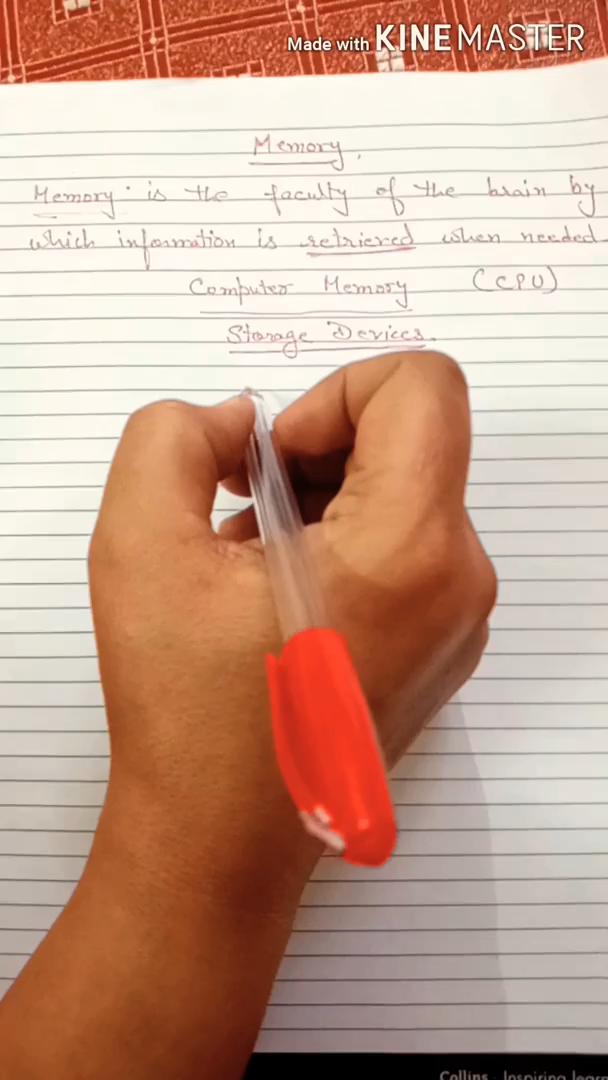 Made with KINEMASTER
Memory.
Memory is the faculty of the brain by
which information is retrieved when needed
Computer Memory (CPU)
Storage Devices.
Collins Inspiring